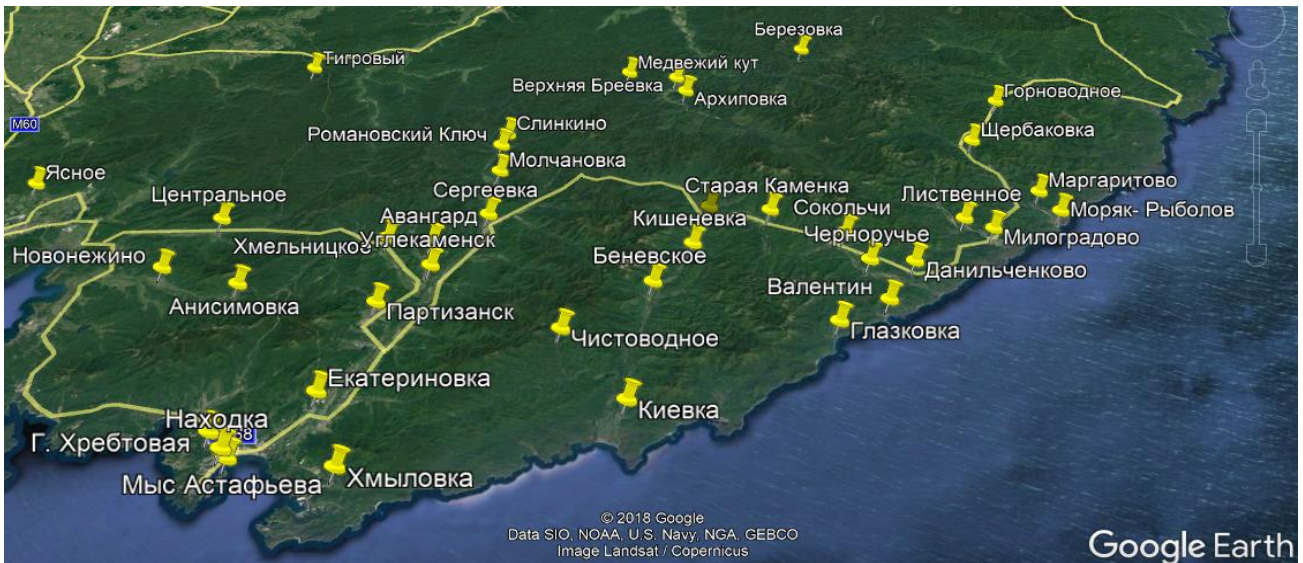 Березовка
Тигровый
Медвежий кут
Верхняя Бреевка
Архиповка
Горноводное
M60
Слинкино
Романовский Ключ
Щербаковка
Молчановка
Ясное
Сергеевка
Старая Каменка
Маргаритово
Центральное
Лиственное
Моряк- Рыболов
Авангард
Кишеневка
Сокольчи
Хмельницкое
Углекаменск
Черноручье
Милоградово
Новонежино
Беневское
Данильченково
Анисимовка
Валентин
Партизанск
Чистоводное
Глазковка
Екатериновка
Киевка
Находка
Г. Хребтовая
Мыс Астафьева
Хмыловка
© 2018 Google
Data SIO, NOAA, U.S. Navy, NGA, GEBCO
Image Landsat / Copernicus
Google Earth